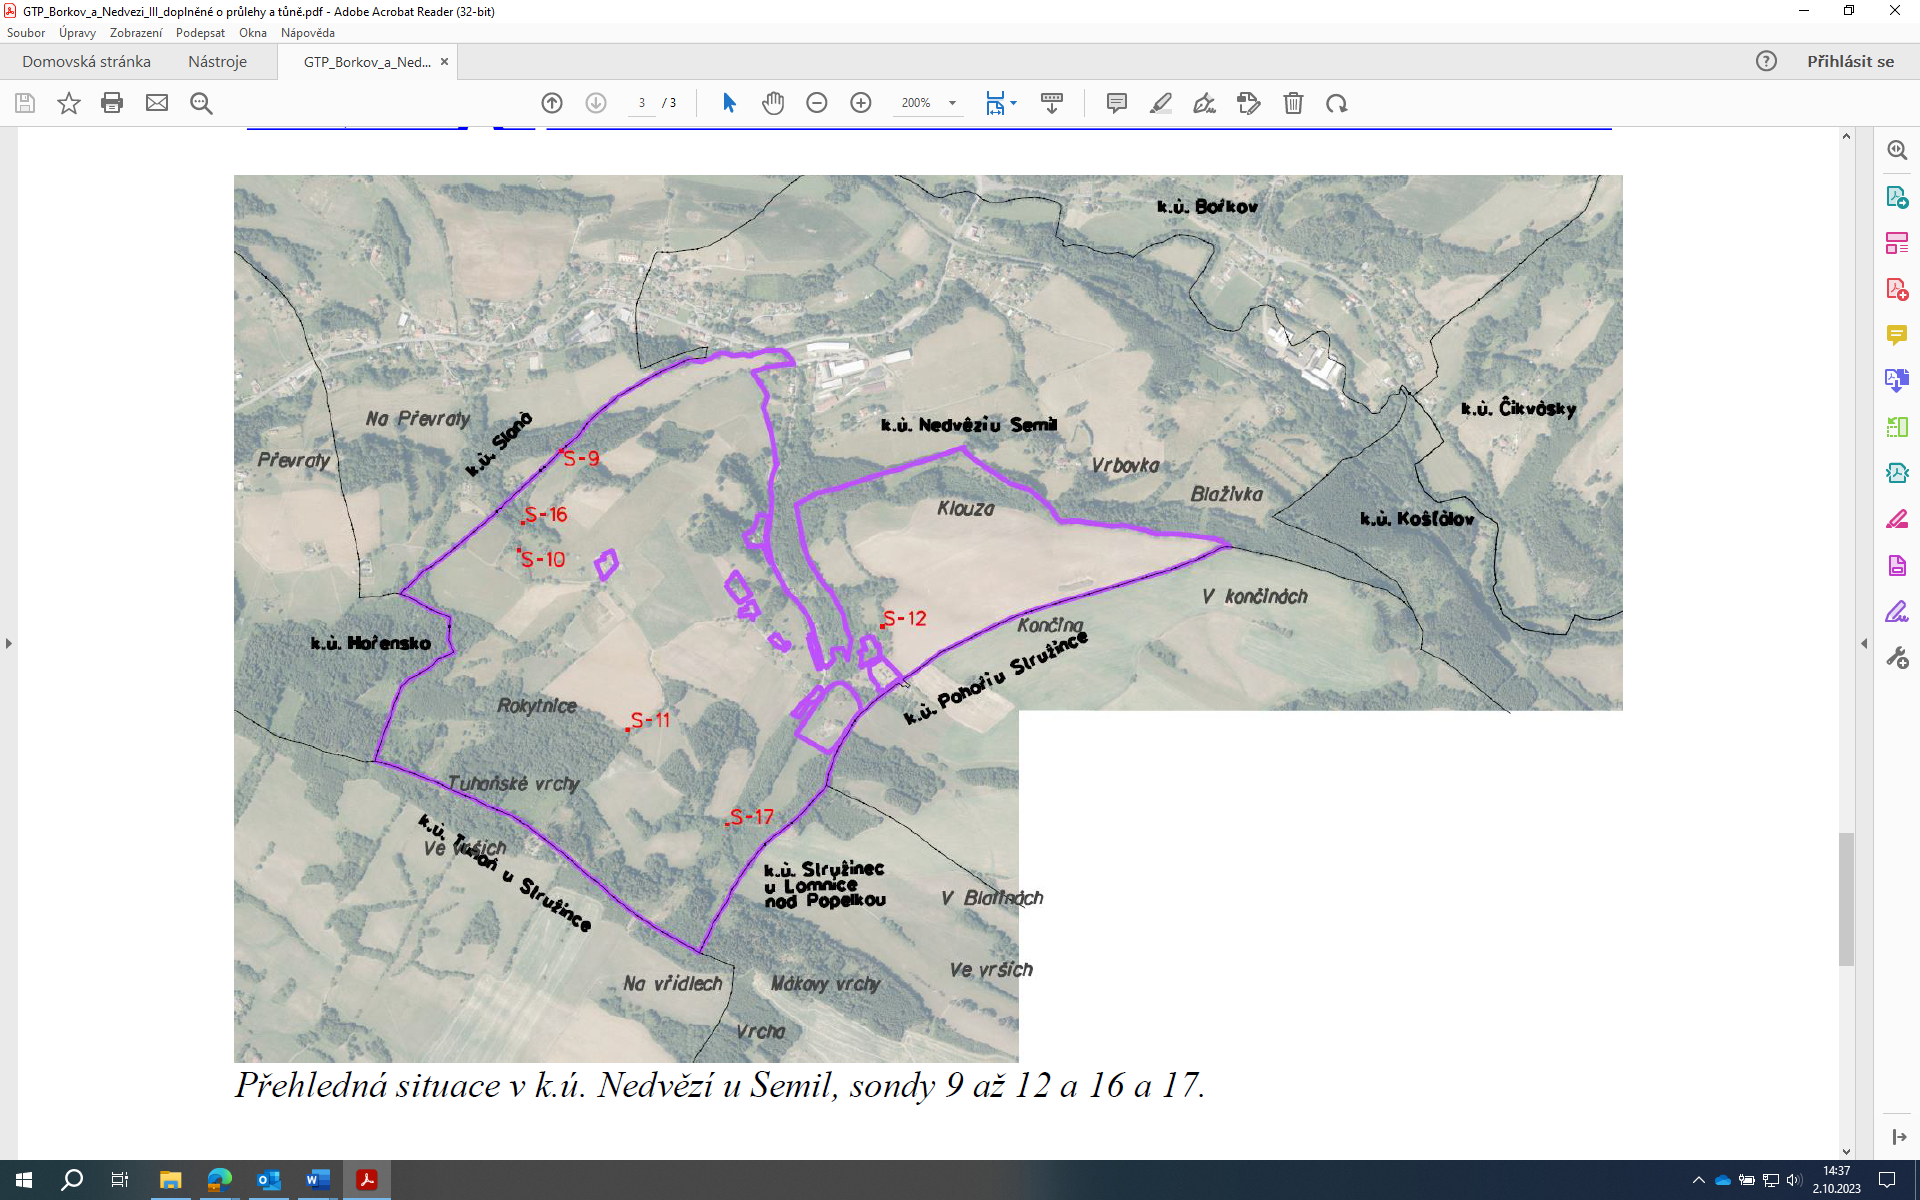 GTP_Borkov_a_Nedvezi_III_doplněné o průlehy a tůně.pdf - Adobe Acrobat Reader (32-bit)
Soubor Úpravy Zobrazení Podepsat Okna Nápověda
Domovská stránka Nástroje GTP_Borkov_a_Ned... × Přihlásit se
3 / 3 200%
k.ú. Bořkov
k.ú. Čikvásky
Na Převraty
k.ú. Slaná
k.ú. Nedvězí u Semil
Převraty
S-9
Vrbovka
Blaživka
Klouza
S-16
k.ú. Košťálov
S-10
V končinách
S-12
Končina
k.ú. Hořensko
k.ú. Pohoří u Stružince
Rokytnice
S-11
Tuhaňské vrchy
S-17
k.ú. Tuhaň u Stružince
Ve vrších
k.ú. Stružinec
u Lomnice
nad Popelkou
V Blatinách
Ve vrších
Na vřídlech
Mákovy vrchy
Vrcha
Přehledná situace v k.ú. Nedvězí u Semil, sondy 9 až 12 a 16 a 17.
14:37
2.10.2023